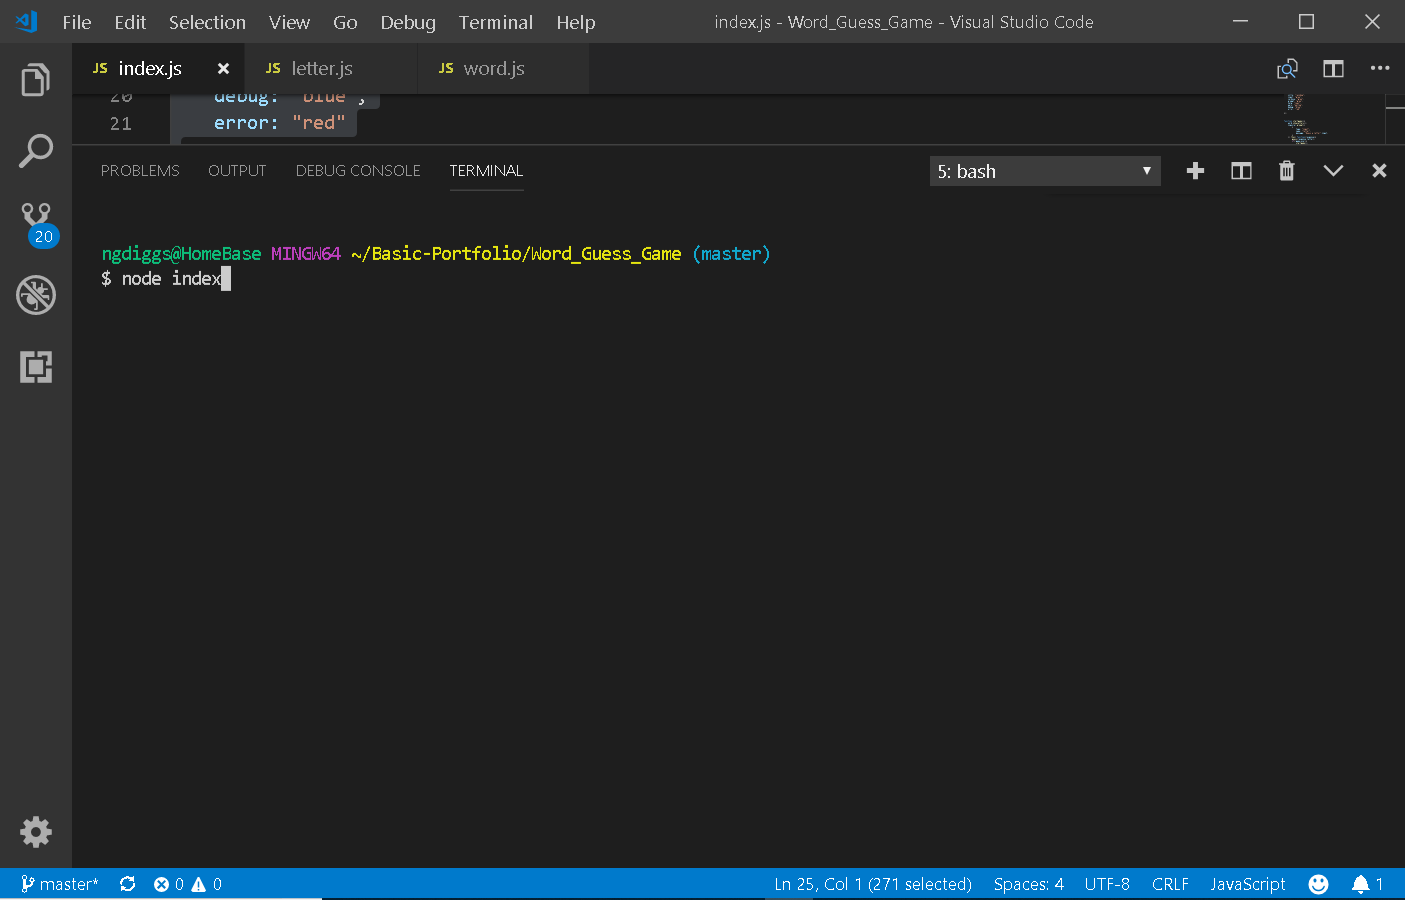 File Edit Selection View Go Debug Terminal Help index.js - Word_Guess_Game - Visual Studio Code
JS index.js JS letter.js JS word.js
20 debug: "blue",
21 error: "red"
PROBLEMS OUTPUT DEBUG CONSOLE TERMINAL 5: bash
20
ngdiggs@HomeBase MINGW64 ~/Basic-Portfolio/Word_Guess_Game (master)
$ node index
master* 0 0 Ln 25, Col 1 (271 selected) Spaces: 4 UTF-8 CRLF JavaScript 1